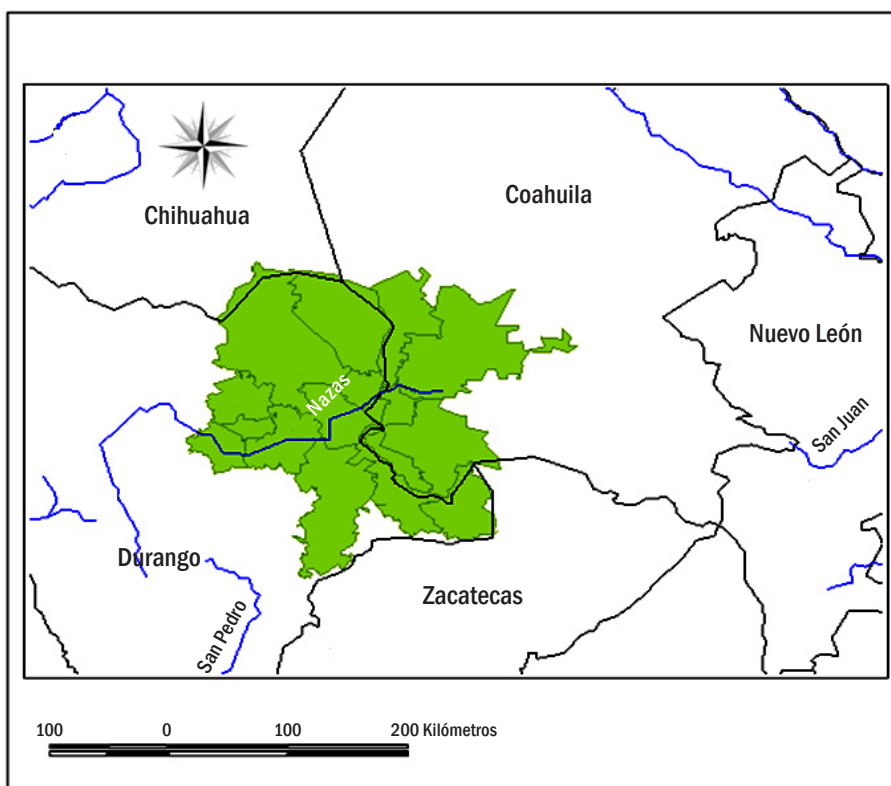 Chihuahua
Coahuila
Nuevo León
Nazas
San Juan
Durango
San Pedro
Zacatecas
100 0 100 200 Kilómetros